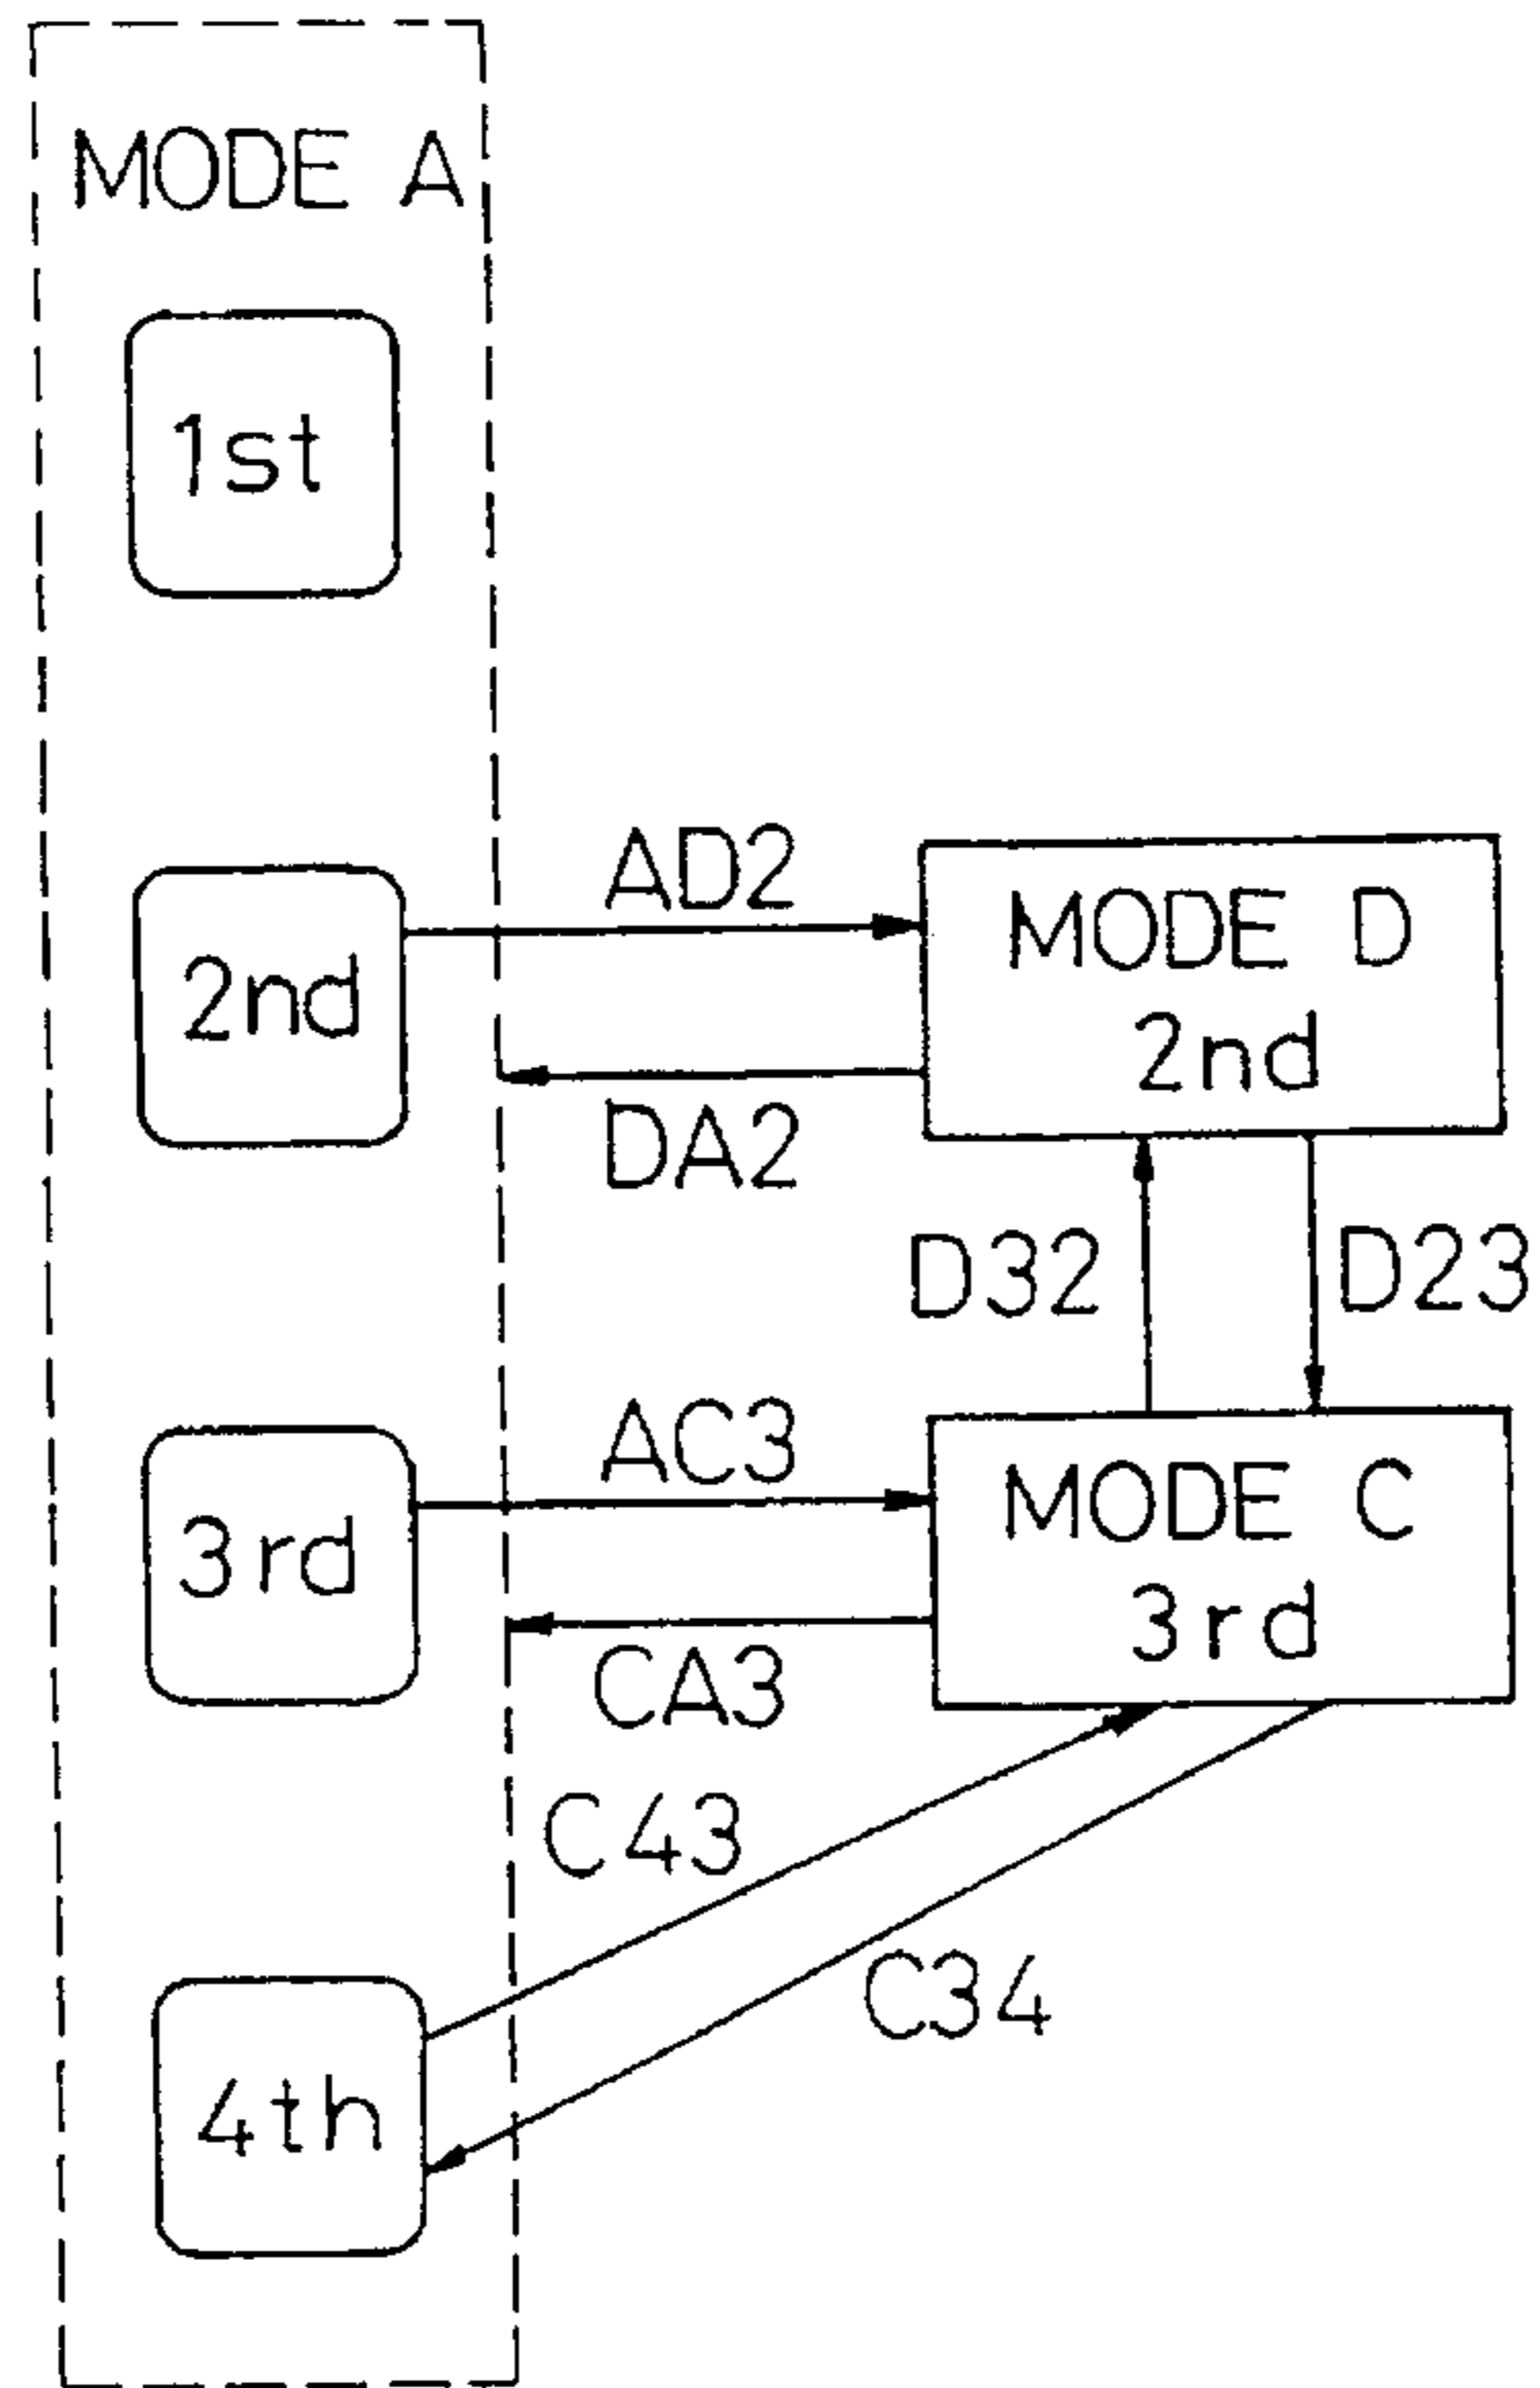 MODE A
1st
2nd
AD2
MODE D
2nd
DA2
D32
D23
3rd
AC3
MODE C
3rd
CA3
C43
C34
4th